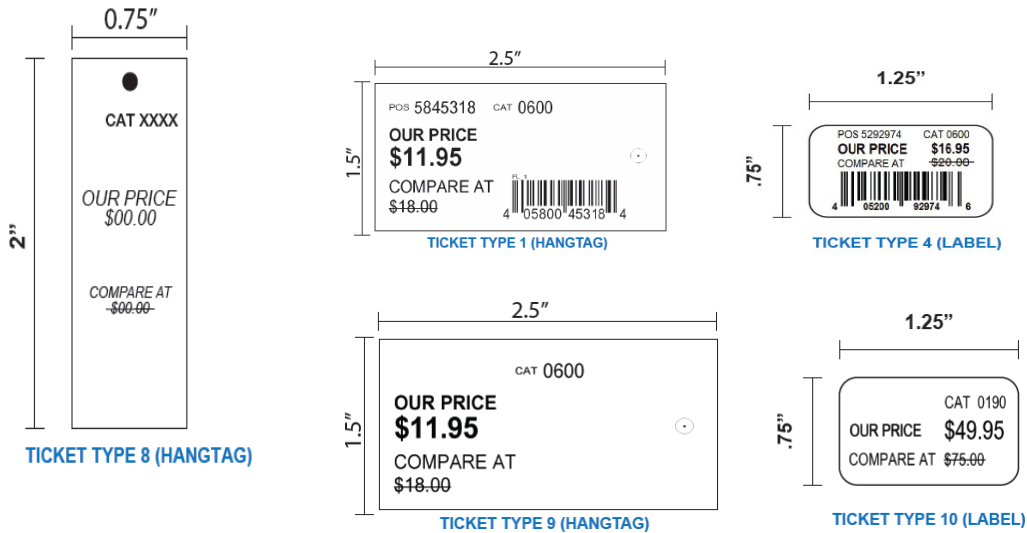 0.75”
2”
CAT XXXX
OUR PRICE
$00.00
COMPARE AT
$00.00
TICKET TYPE 8 (HANGTAG)
2.5”
1.5”
POS 5845318 CAT 0600
OUR PRICE
$11.95
COMPARE AT
$18.00
FL_1
4 05800 45318 4
TICKET TYPE 1 (HANGTAG)
1.25”
.75”
POS 5292974 CAT 0600
OUR PRICE $16.95
COMPARE AT $20.00
4 05200 92974 6
TICKET TYPE 4 (LABEL)
2.5”
1.5”
CAT 0600
OUR PRICE
$11.95
COMPARE AT
$18.00
TICKET TYPE 9 (HANGTAG)
1.25”
.75”
CAT 0190
OUR PRICE $49.95
COMPARE AT $75.00
TICKET TYPE 10 (LABEL)